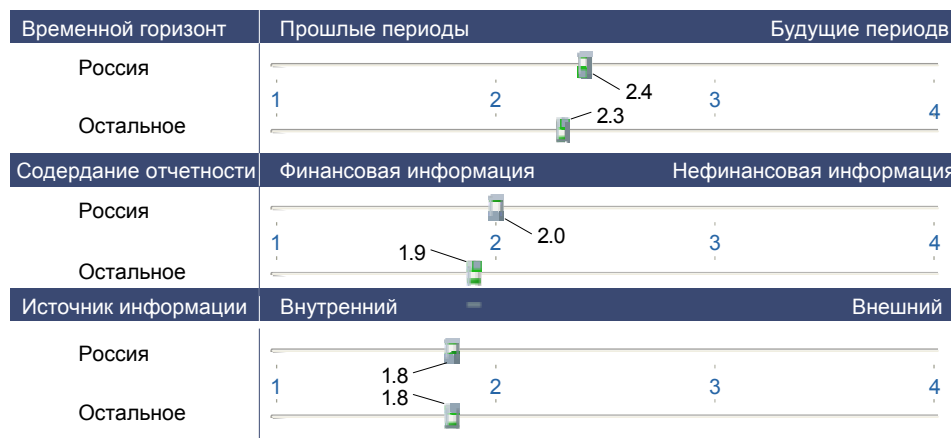 Временной горизонт Прошлые периоды Будущие периодв
Россия
2.4
1 2 3 4
2.3
Остальное
Содердание отчетности Финансовая информация Нефинансовая информация
Россия
2.0
1 2 3 4
1.9
Остальное
Источник информации Внутренний Внешний
Россия
1.8
1 2 3 4
1.8
Остальное